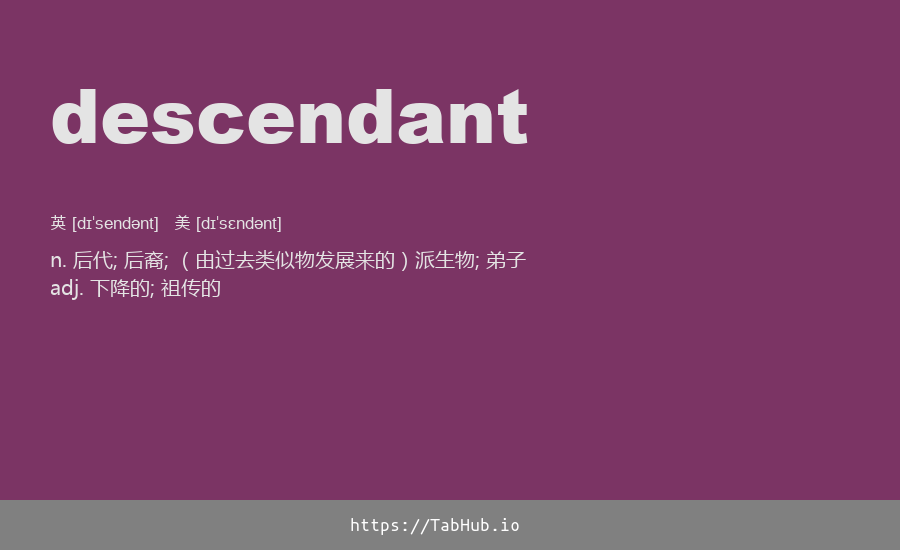 descendant
英 [dɪˈsendənt] 美 [dɪˈsɛndənt]
n. 后代; 后裔; （由过去类似物发展来的）派生物; 弟子
adj. 下降的; 祖传的
https://TabHub.io